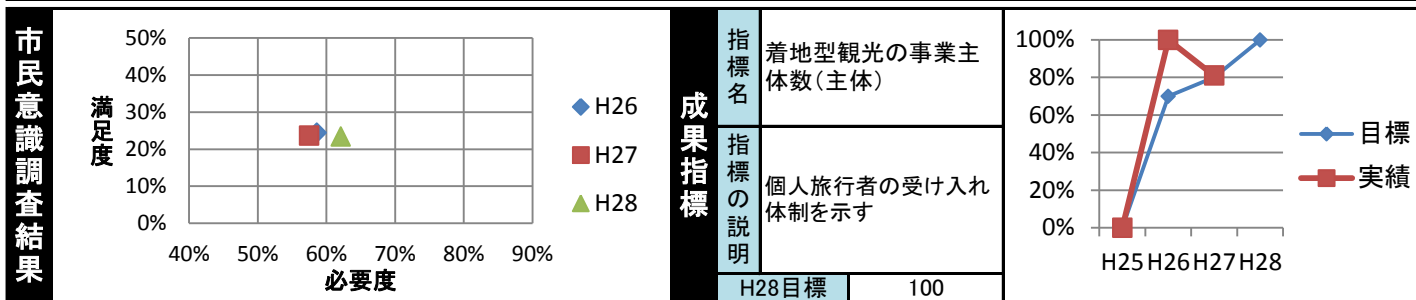 市民意識調査結果
50%
40%
30%
20%
10%
0%
満足度
40%
50%
60%
70%
80%
90%
必要度
H26
H27
H28
成果指標
指標名
着地型観光の事業主
体数(主体)
指標の説明
個人旅行者の受け入れ
体制を示す
H28目標
100
100%
80%
60%
40%
20%
0%
H25 H26 H27 H28
目標
実績